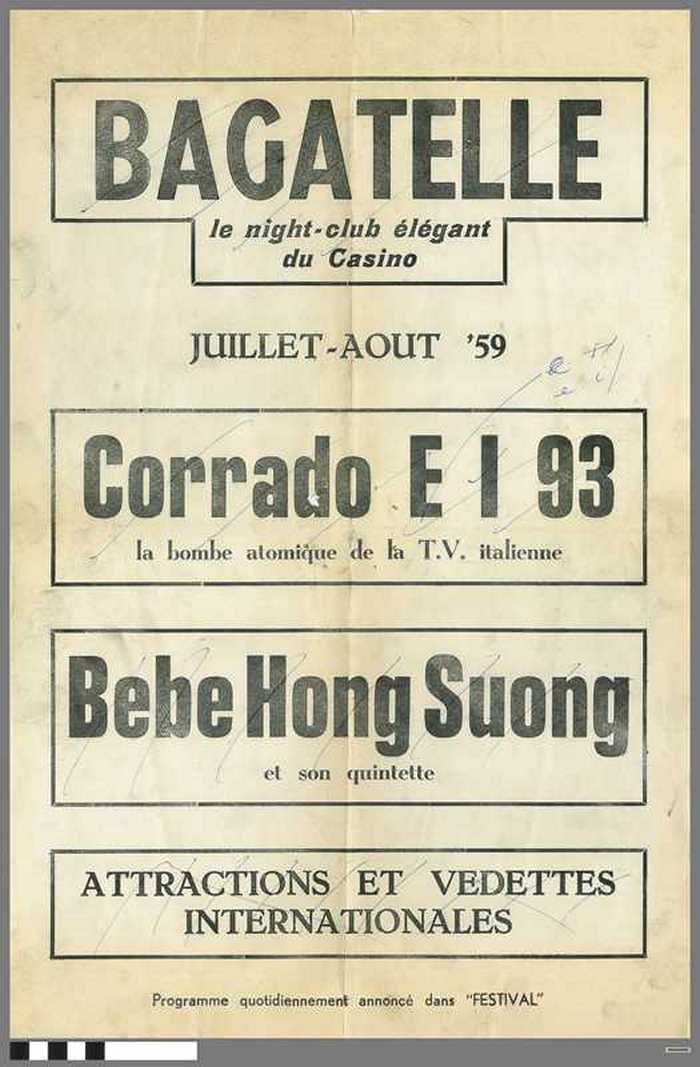 BAGATELLE
le night-club élégant
du Casino
JUILLET-AOUT '59
Corrado E I 93
la bombe atomique de la T.V. italienne
Bebe Hong Suong
et son quintette
ATTRACTIONS ET VEDETTES
INTERNATIONALES
Programme quotidiennement annoncé dans "FESTIVAL"